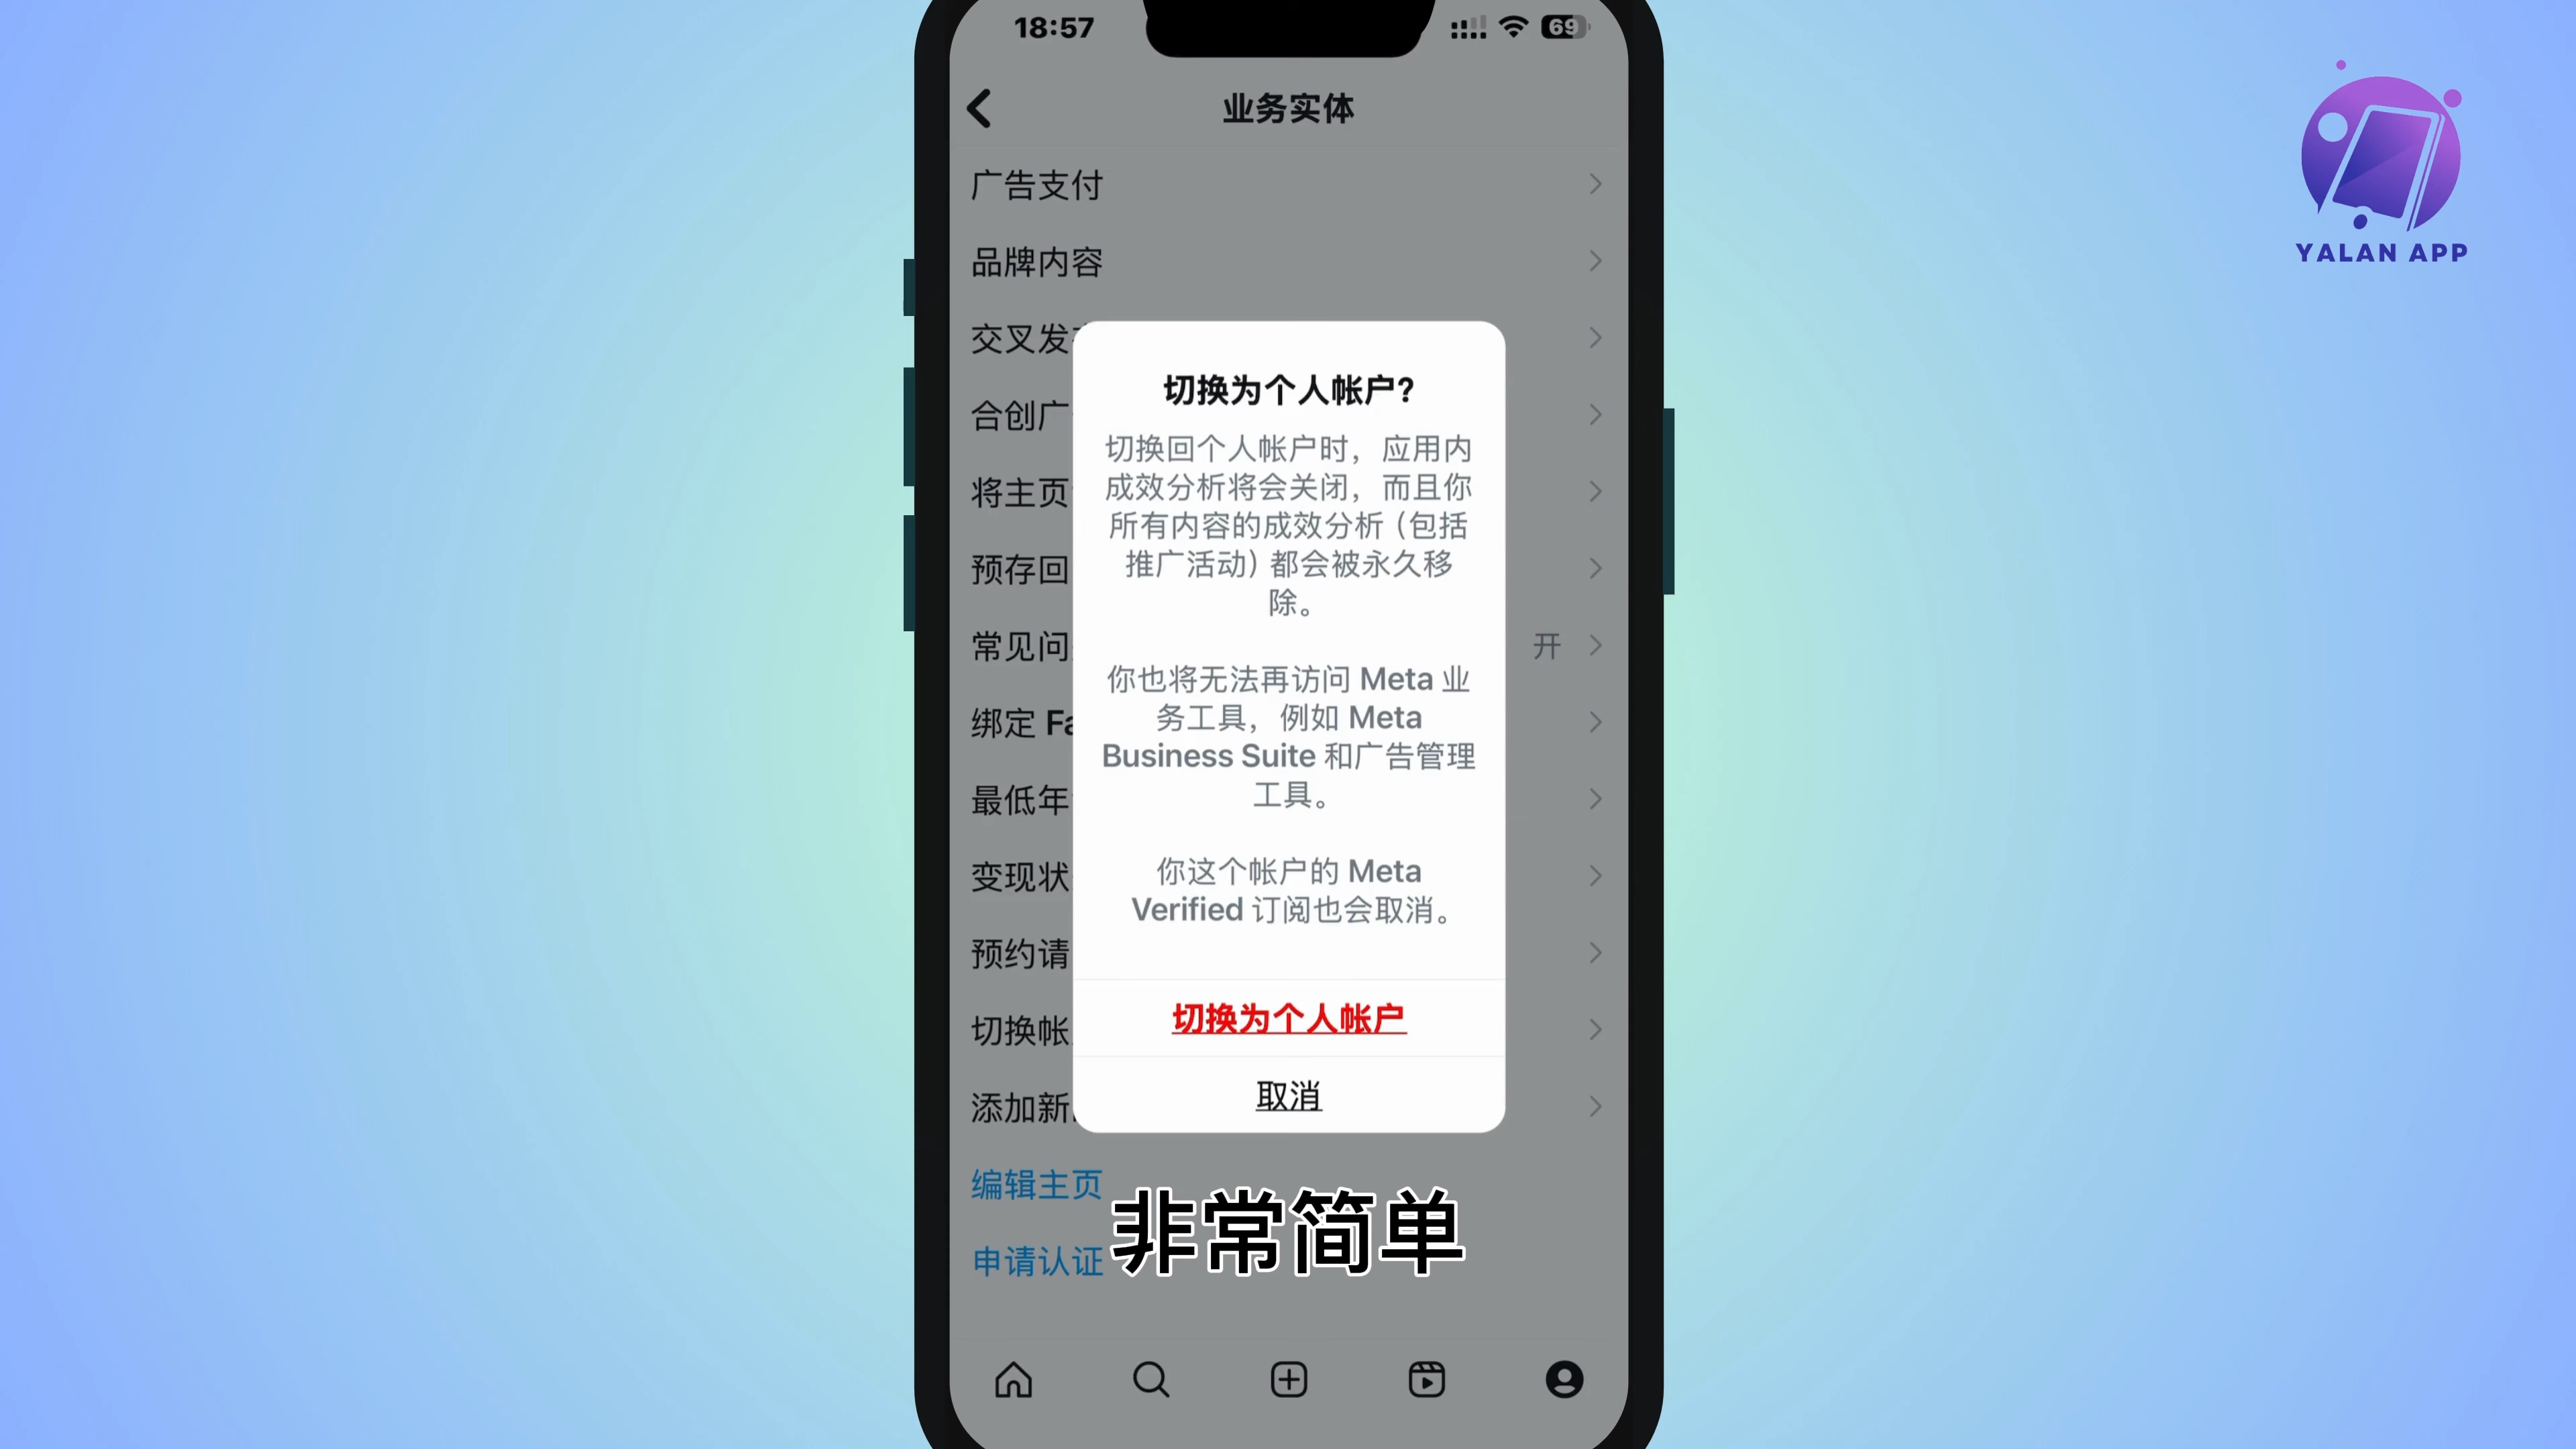 18:57
69
业务实体
广告支付
品牌内容
交叉发
合创广
将主页
预存回
常见问
开
绑定 Fa
最低年
变现状
预约请
切换帐
添加新
编辑主页
申请认证
切换为个人帐户?
切换回个人帐户时，应用内
成效分析将会关闭，而且你
所有内容的成效分析（包括
推广活动）都会被永久移
除。
你也将无法再访问 Meta 业
务工具，例如 Meta
Business Suite 和广告管理
工具。
你这个帐户的 Meta
Verified 订阅也会取消。
切换为个人帐户
取消
非常简单
YALAN APP